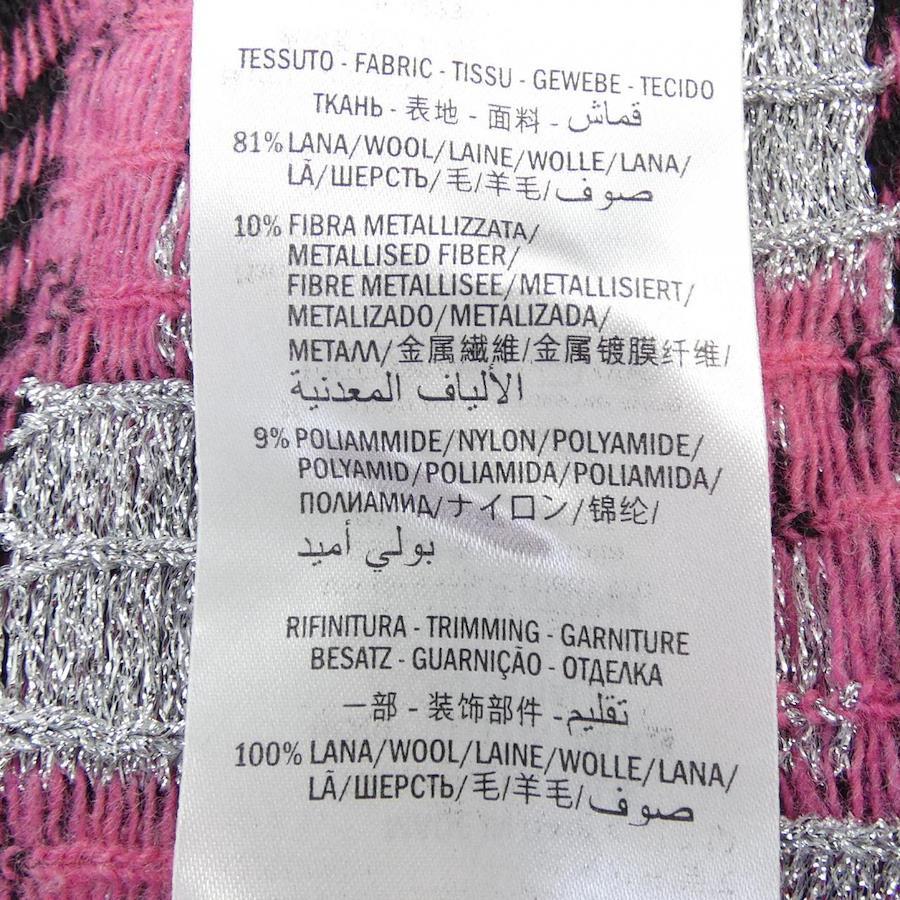 TESSUTO - FABRIC - TISSU - GEWEBE - TECIDO
ТКАНЬ - 表地 - 面料 - قماش
81% LANA/WOOL/LAINE/WOLLE/LANA/
LÃ/ШЕРСТЬ/毛/羊毛/صوف
10% FIBRA METALLIZZATA/
METALLISED FIBER/
FIBRE METALLISEE/METALLISIERT/
METALIZADO/METALIZADA/
МЕТАЛЛ/金属繊維/金属镀膜纤维/
الألياف المعدنية
9% POLIAMMIDE/NYLON/POLYAMIDE/
POLYAMID/POLIAMIDA/POLIAMIDA/
ПОЛИАМИД/ナイロン/锦纶/
بولي أميد
RIFINITURA - TRIMMING - GARNITURE
BESATZ - GUARNIÇÃO - ОТДЕЛКА
一部 - 装饰部件 - تقليم
100% LANA/WOOL/LAINE/WOLLE/LANA/
LÃ/ШЕРСТЬ/毛/羊毛/صوف